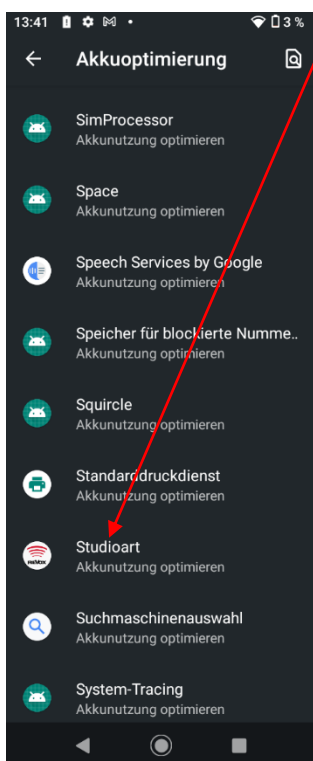 13:41 3 %
Akkuoptimierung
SimProcessor
Akkunutzung optimieren
Space
Akkunutzung optimieren
Speech Services by Google
Akkunutzung optimieren
Speicher für blockierte Numme..
Akkunutzung optimieren
Squircle
Akkunutzung optimieren
Standarddruckdienst
Akkunutzung optimieren
REVOX
Studioart
Akkunutzung optimieren
Suchmaschinenauswahl
Akkunutzung optimieren
System-Tracing
Akkunutzung optimieren